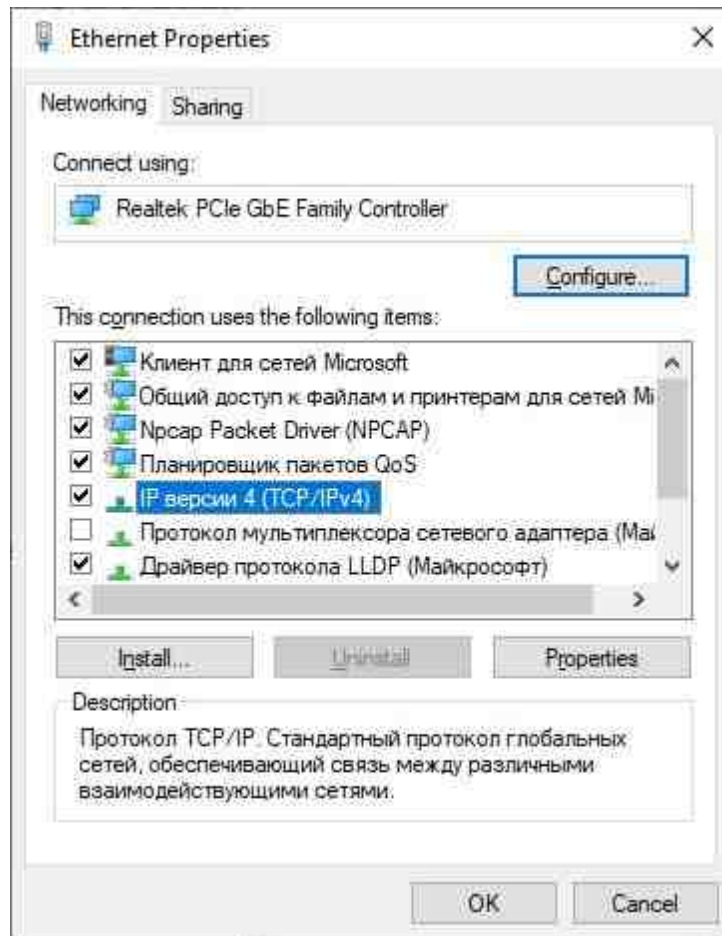 Ethernet Properties
Networking
Sharing
Connect using:
Realtek PCIe GbE Family Controller
Configure...
This connection uses the following items:
Клиент для сетей Microsoft
Общий доступ к файлам и принтерам для сетей Mi
Npcap Packet Driver (NPCAP)
Планировщик пакетов QoS
IP версии 4 (TCP/IPv4)
Протокол мультиплексора сетевого адаптера (Май
Драйвер протокола LLDP (Майкрософт)
Install...
Uninstall
Properties
Description
Протокол TCP/IP. Стандартный протокол глобальных
сетей, обеспечивающий связь между различными
взаимодействующими сетями.
OK
Cancel